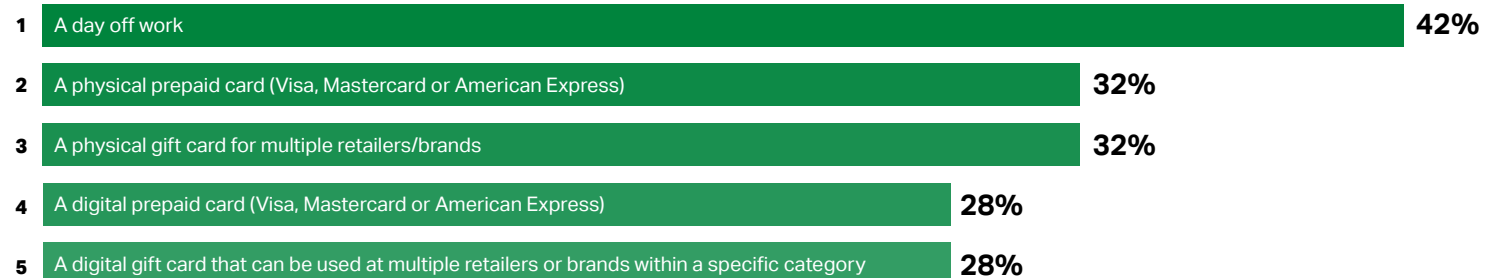 1 A day off work 42%
2 A physical prepaid card (Visa, Mastercard or American Express) 32%
3 A physical gift card for multiple retailers/brands 32%
4 A digital prepaid card (Visa, Mastercard or American Express) 28%
5 A digital gift card that can be used at multiple retailers or brands within a specific category 28%